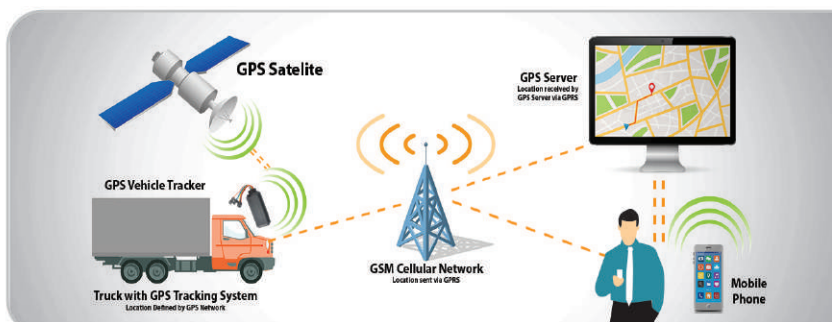 GPS Satelite
GPS Server
Location received by
GPS Server via GPRS
GPS Vehicle Tracker
GSM Cellular Network
Location sent via GPRS
Truck with GPS Tracking System
Location Defined by GPS Network
Mobile
Phone